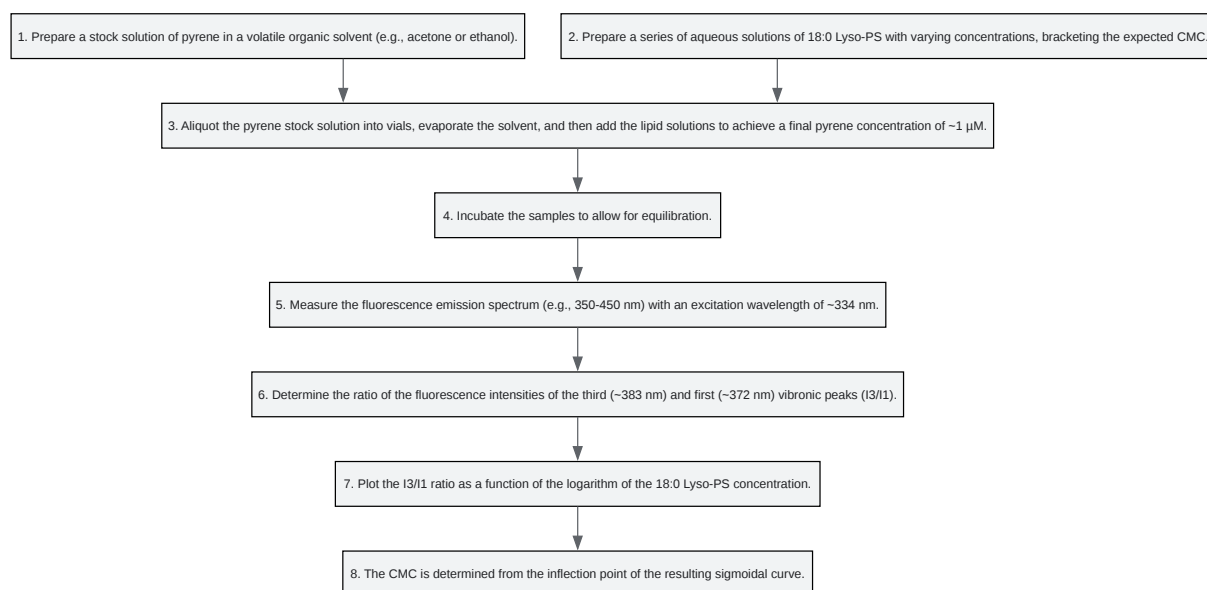 1. Prepare a stock solution of pyrene in a volatile organic solvent (e.g., acetone or ethanol).
2. Prepare a series of aqueous solutions of 18:0 Lyso-PS with varying concentrations, bracketing the expected CMC.
3. Aliquot the pyrene stock solution into vials, evaporate the solvent, and then add the lipid solutions to achieve a final pyrene concentration of ~1 µM.
4. Incubate the samples to allow for equilibration.
5. Measure the fluorescence emission spectrum (e.g., 350-450 nm) with an excitation wavelength of ~334 nm.
6. Determine the ratio of the fluorescence intensities of the third (~383 nm) and first (~372 nm) vibronic peaks (I3/I1).
7. Plot the I3/I1 ratio as a function of the logarithm of the 18:0 Lyso-PS concentration.
8. The CMC is determined from the inflection point of the resulting sigmoidal curve.